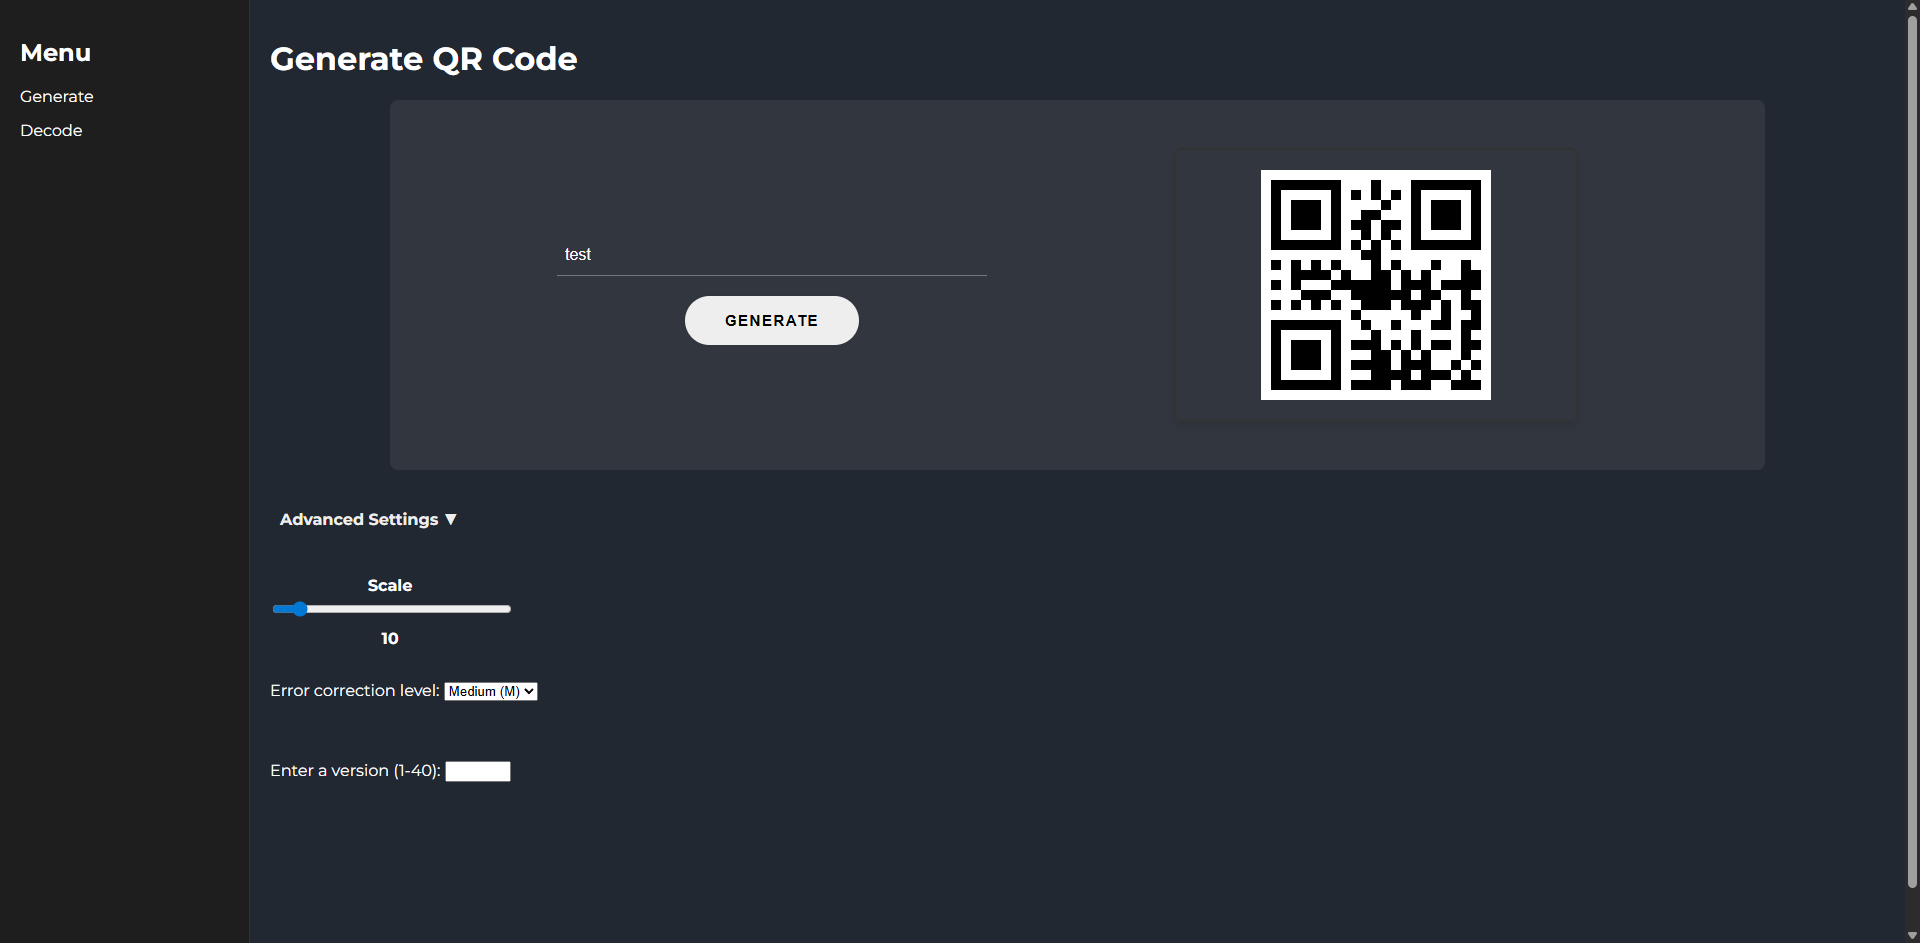 Menu
Generate
Decode
Generate QR Code
test
GENERATE
Advanced Settings ▼
Scale
10
Error correction level: Medium (M)
Enter a version (1-40):